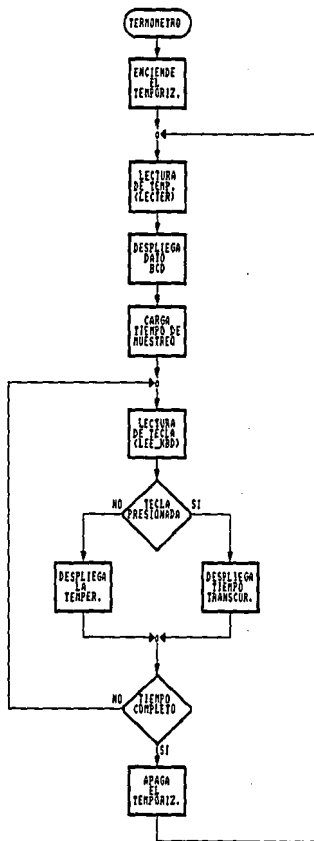 TERMOMETRO
ENCIENDE
EL
TEMPORIZ.
LECTURA
DE TEMP.
(LECTER)
DESPLIEGA
DATO
BCD
CARGA
TIEMPO DE
MUESTREO
LECTURA
DE TECLA
(LEE_KBD)
NO
TECLA
PRESIONADA
SI
DESPLIEGA
LA
TEMPER.
DESPLIEGA
TIEMPO
TRANSCUR.
NO
TIEMPO
COMPLETO
SI
APAGA
EL
TEMPORIZ.